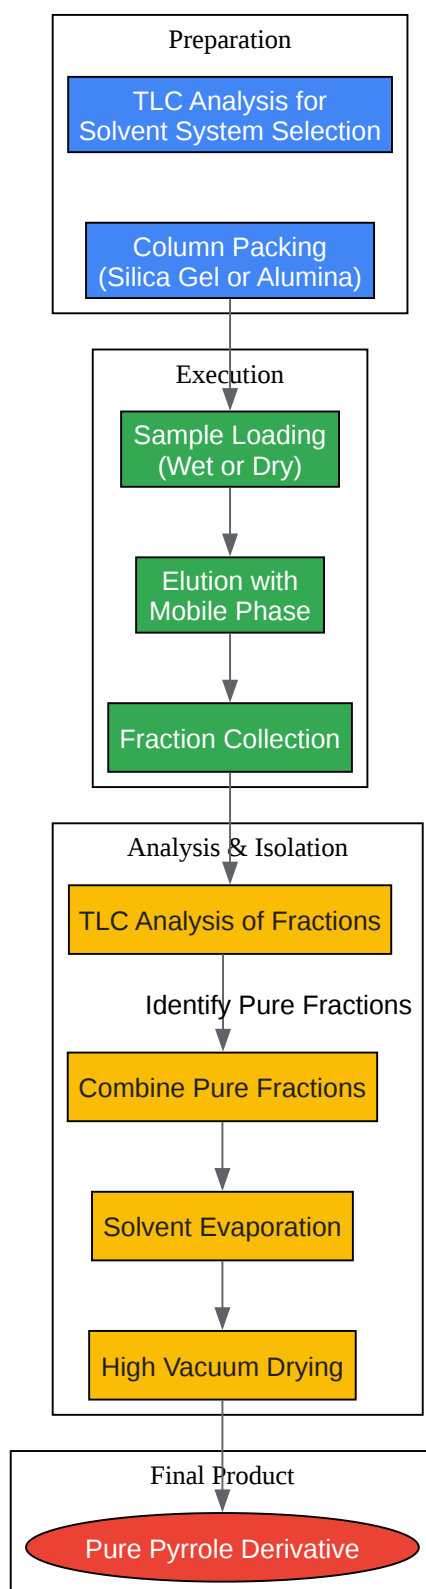 Preparation
TLC Analysis for
Solvent System Selection
Column Packing
(Silica Gel or Alumina)
Execution
Sample Loading
(Wet or Dry)
Elution with
Mobile Phase
Fraction Collection
Analysis & Isolation
TLC Analysis of Fractions
Identify Pure Fractions
Combine Pure Fractions
Solvent Evaporation
High Vacuum Drying
Final Product
Pure Pyrrole Derivative